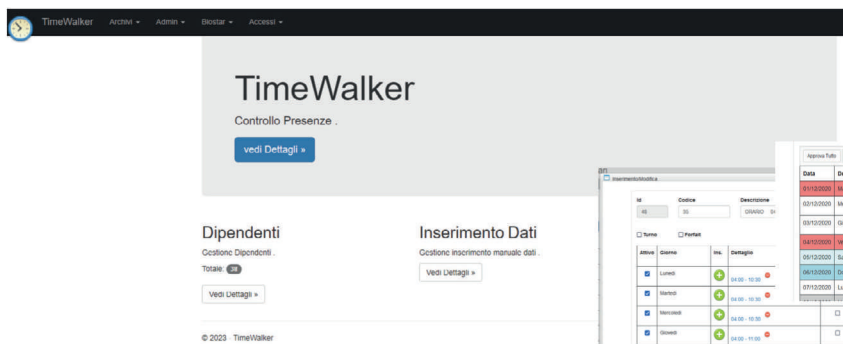 TimeWalker Archivi Admin Biostar Accessi
TimeWalker
Controllo Presenze .
vedi Dettagli »
Dipendenti
Gestione Dipendenti .
Totale: 38
Vedi Dettagli »
Inserimento Dati
Gestione inserimento manuale dati .
Vedi Dettagli »
© 2023 TimeWalker
Inserimento/Modifica
Id Codice Descrizione
ORARIO
Turno Forfait
Attivo Giorno Ins. Dettaglio
Lunedì 04:00 - 10:30
Martedì 04:00 - 10:30
Mercoledì 04:00 - 10:30
Giovedì 04:00 - 11:00
Approva Tutto
Data
01/12/2020
02/12/2020
03/12/2020
04/12/2020
05/12/2020
06/12/2020
07/12/2020